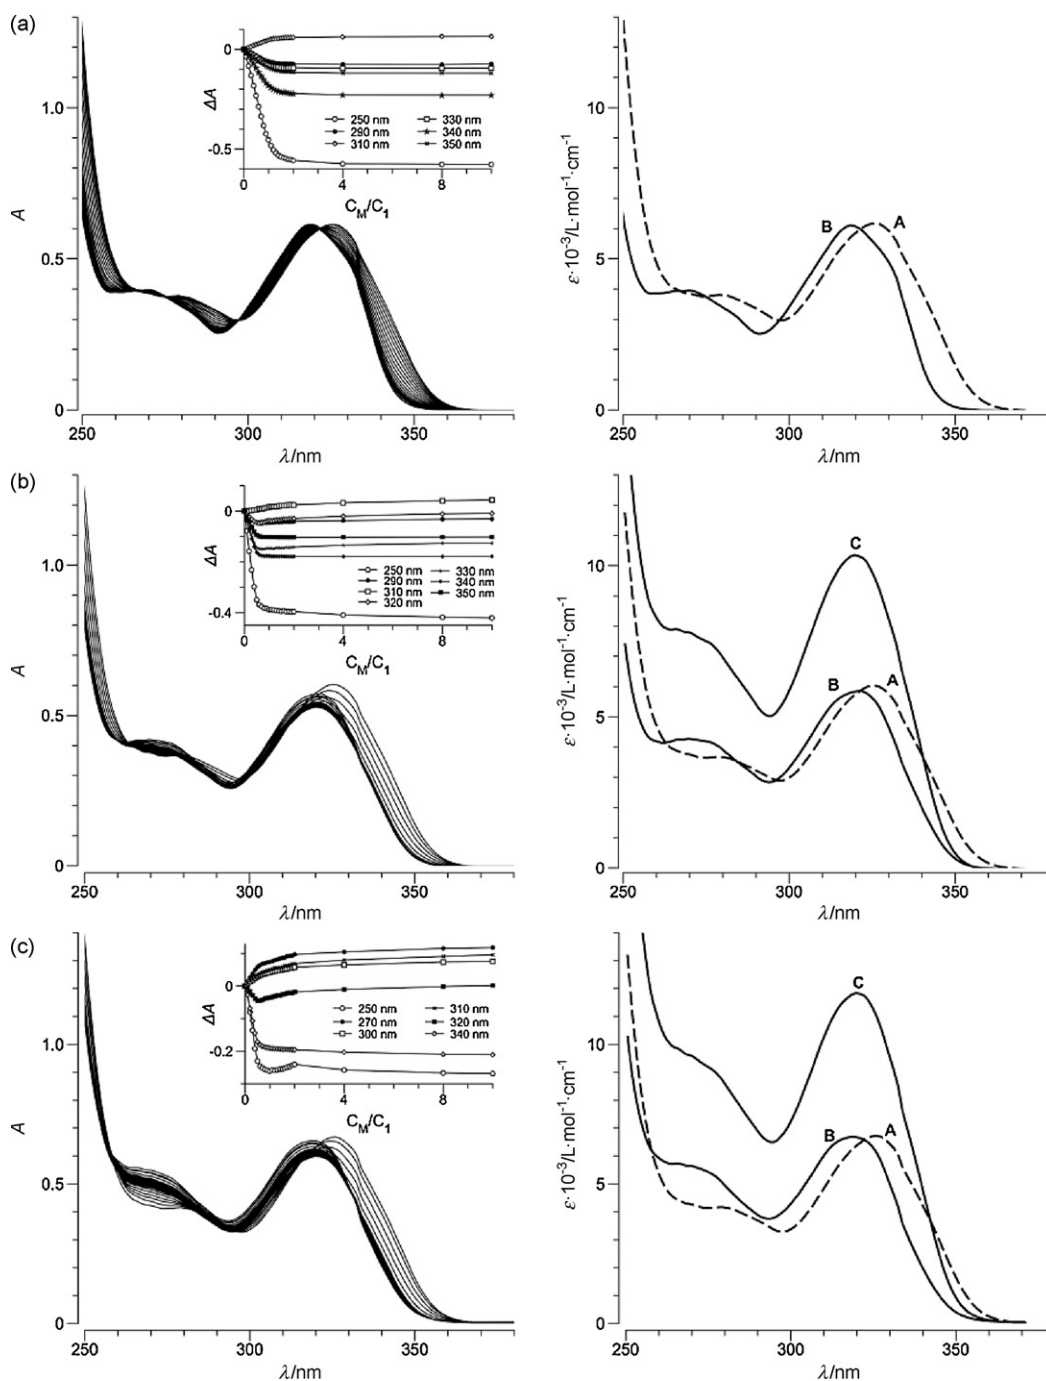 (a)
1.0
0.5
0
A
250
300
350
λ/nm
0
-0.5
ΔA
0
4
8
C_M/C_1
250 nm
290 nm
310 nm
330 nm
340 nm
350 nm
10
5
0
ε·10⁻³/L·mol⁻¹·cm⁻¹
B
A
250
300
350
λ/nm
(b)
1.0
0.5
0
A
250
300
350
λ/nm
0
-0.4
ΔA
0
4
8
C_M/C_1
250 nm
290 nm
310 nm
320 nm
330 nm
340 nm
350 nm
10
5
0
ε·10⁻³/L·mol⁻¹·cm⁻¹
C
B
A
250
300
350
λ/nm
(c)
1.0
0.5
0
A
250
300
350
λ/nm
0
-0.2
ΔA
0
4
8
C_M/C_1
250 nm
270 nm
300 nm
310 nm
320 nm
340 nm
10
5
0
ε·10⁻³/L·mol⁻¹·cm⁻¹
C
B
A
250
300
350
λ/nm